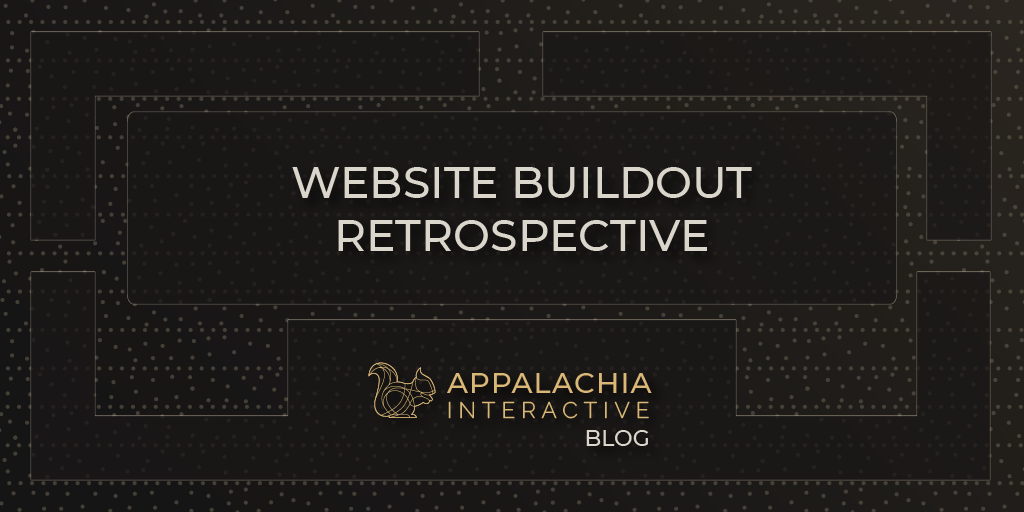 WEBSITE BUILDOUT
RETROSPECTIVE
APPALACHIA
INTERACTIVE
BLOG